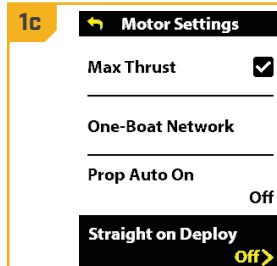 1c
Motor Settings
Max Thrust
One-Boat Network
Prop Auto On
Off
Straight on Deploy
Off